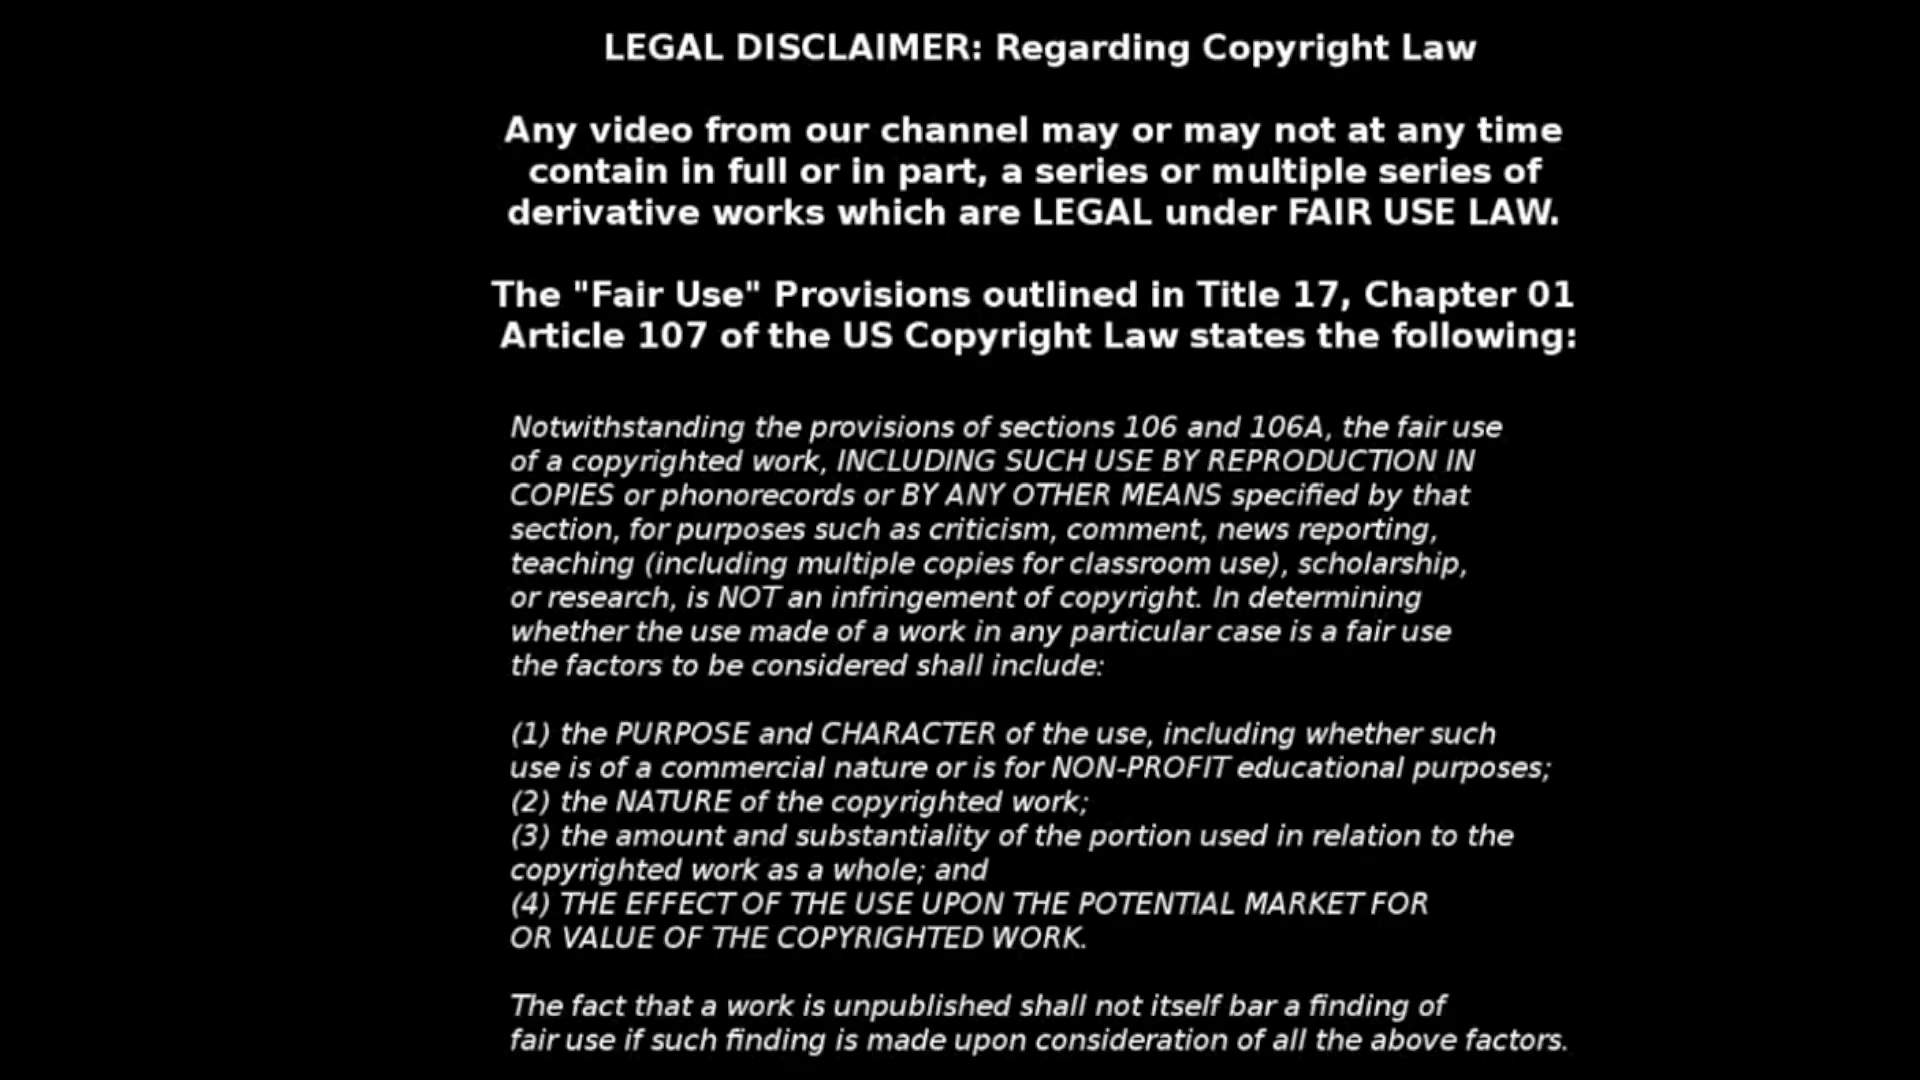 LEGAL DISCLAIMER: Regarding Copyright Law
Any video from our channel may or may not at any time
contain in full or in part, a series or multiple series of
derivative works which are LEGAL under FAIR USE LAW.
The "Fair Use" Provisions outlined in Title 17, Chapter 01
Article 107 of the US Copyright Law states the following:
Notwithstanding the provisions of sections 106 and 106A, the fair use
of a copyrighted work, INCLUDING SUCH USE BY REPRODUCTION IN
COPIES or phonorecords or BY ANY OTHER MEANS specified by that
section, for purposes such as criticism, comment, news reporting,
teaching (including multiple copies for classroom use), scholarship,
or research, is NOT an infringement of copyright. In determining
whether the use made of a work in any particular case is a fair use
the factors to be considered shall include:
(1) the PURPOSE and CHARACTER of the use, including whether such
use is of a commercial nature or is for NON-PROFIT educational purposes;
(2) the NATURE of the copyrighted work;
(3) the amount and substantiality of the portion used in relation to the
copyrighted work as a whole; and
(4) THE EFFECT OF THE USE UPON THE POTENTIAL MARKET FOR
OR VALUE OF THE COPYRIGHTED WORK.
The fact that a work is unpublished shall not itself bar a finding of
fair use if such finding is made upon consideration of all the above factors.